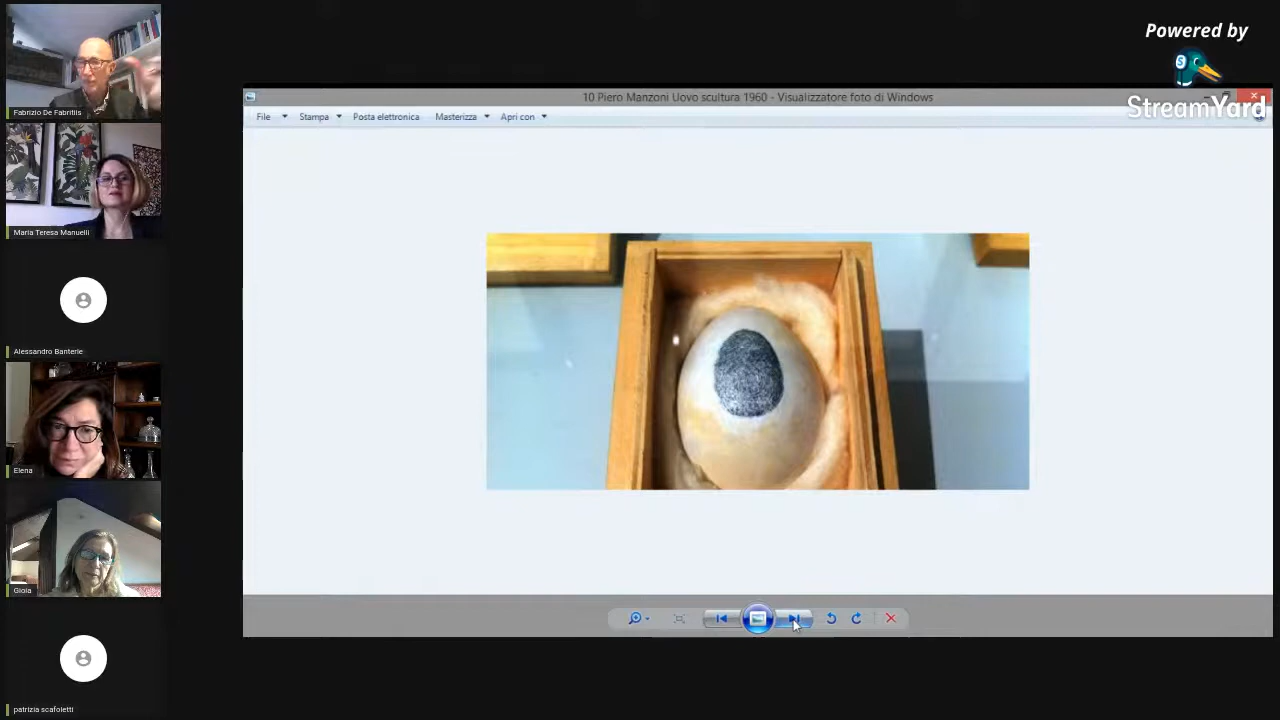 Powered by
StreamYard
10 Piero Manzoni Uovo scultura 1960 - Visualizzatore foto di Windows
File Stampa Posta elettronica Masterizza Apri con
Fabrizio De Fabritiis
Maria Teresa Manuelli
Alessandro Banterle
Elena
Gioia
patrizia scafoletti